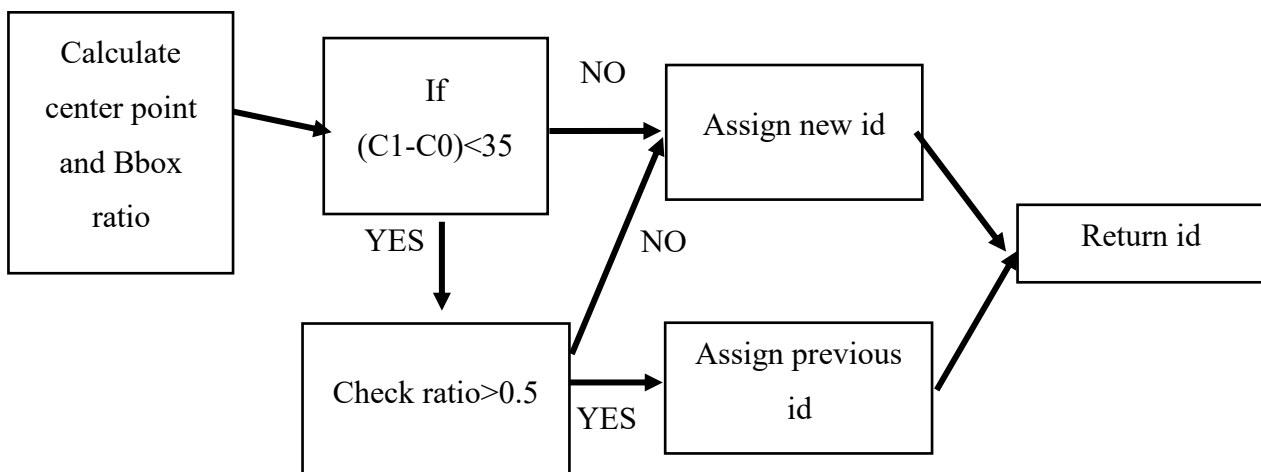 Calculate
center point
and Bbox
ratio
If
(C1-C0)<35
NO
Assign new id
YES
NO
Return id
Check ratio>0.5
YES
Assign previous
id